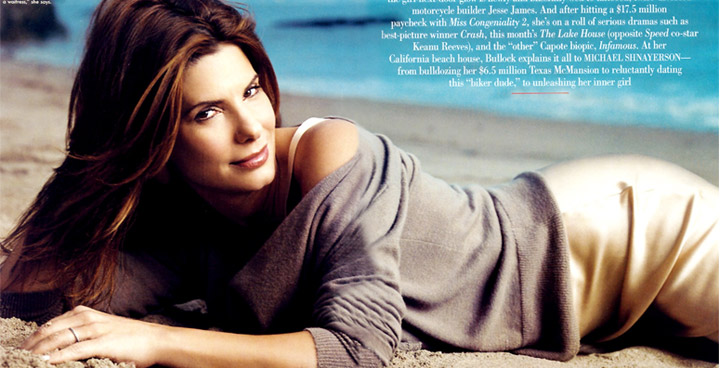 a waitress," she says.
motorcycle builder Jesse James. And after hitting a $17.5 million
paycheck with Miss Congeniality 2, she's on a roll of serious dramas such as
best-picture winner Crash, this month's The Lake House (opposite Speed co-star
Keanu Reeves), and the "other" Capote biopic, Infamous. At her
California beach house, Bullock explains it all to MICHAEL SHNAYERSON—
from bulldozing her $6.5 million Texas McMansion to reluctantly dating
this "biker dude," to unleashing her inner girl